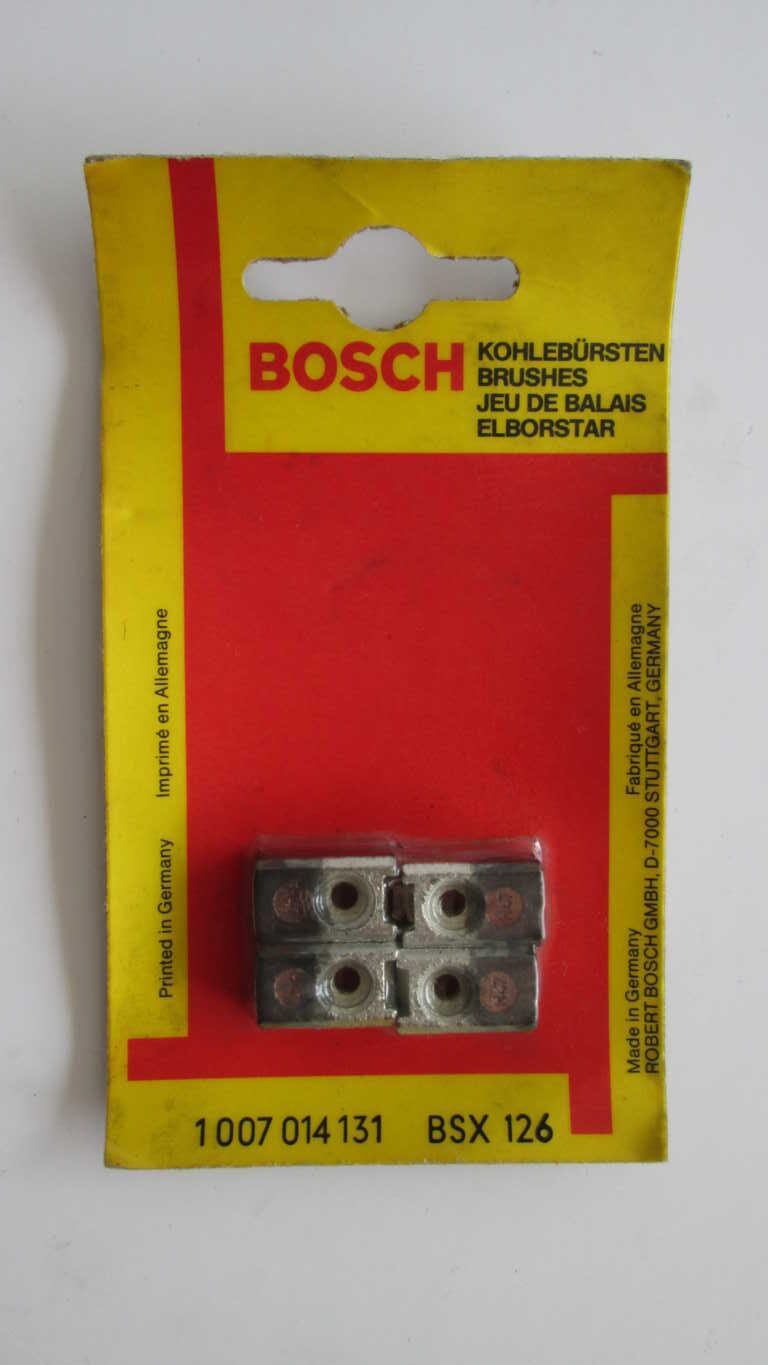 BOSCH
KOHLEBÜRSTEN
BRUSHES
JEU DE BALAIS
ELBORSTAR
Printed in Germany Imprimé en Allemagne
Made in Germany Fabriqué en Allemagne
ROBERT BOSCH GMBH, D-7000 STUTTGART, GERMANY
1 007 014 131 BSX 126